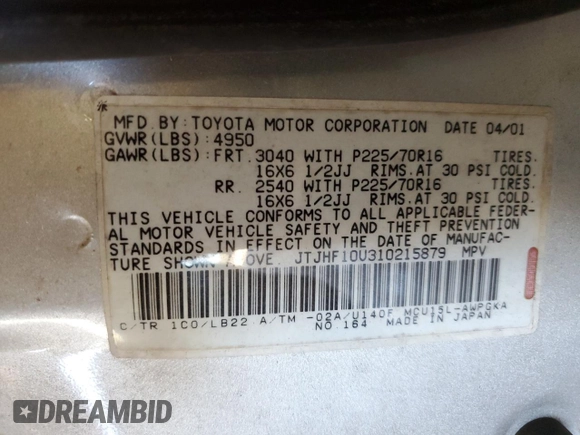 MFD BY: TOYOTA MOTOR CORPORATION DATE 04/01
GVWR(LBS): 4950
GAWR(LBS): FRT. 3040 WITH P225/70R16 TIRES.
16X6 1/2JJ RIMS.AT 30 PSI COLD.
RR. 2540 WITH P225/70R16 TIRES.
16X6 1/2JJ RIMS.AT 30 PSI COLD.
THIS VEHICLE CONFORMS TO ALL APPLICABLE FEDER-
AL MOTOR VEHICLE SAFETY AND THEFT PREVENTION
STANDARDS IN EFFECT ON THE DATE OF MANUFAC-
TURE SHOWN ABOVE. JTJHF10U310215879 MPV
C/TR 1C0/LB22 A/TM -02A/U140F MCU15L-AWPGKA
NO.164 MADE IN JAPAN
DREAMBID